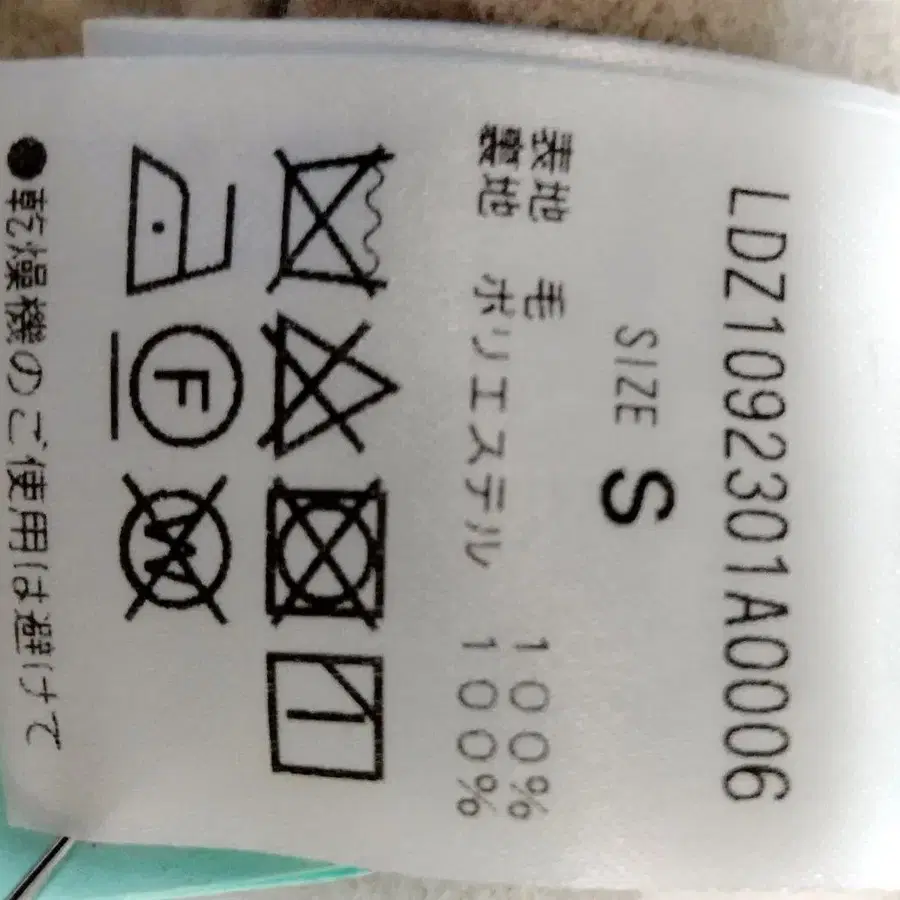 LDZ1092301A0006
SIZE S
表地 毛 100%
裏地 ポリエステル 100%
F
W
●乾燥機のご使用は避けて